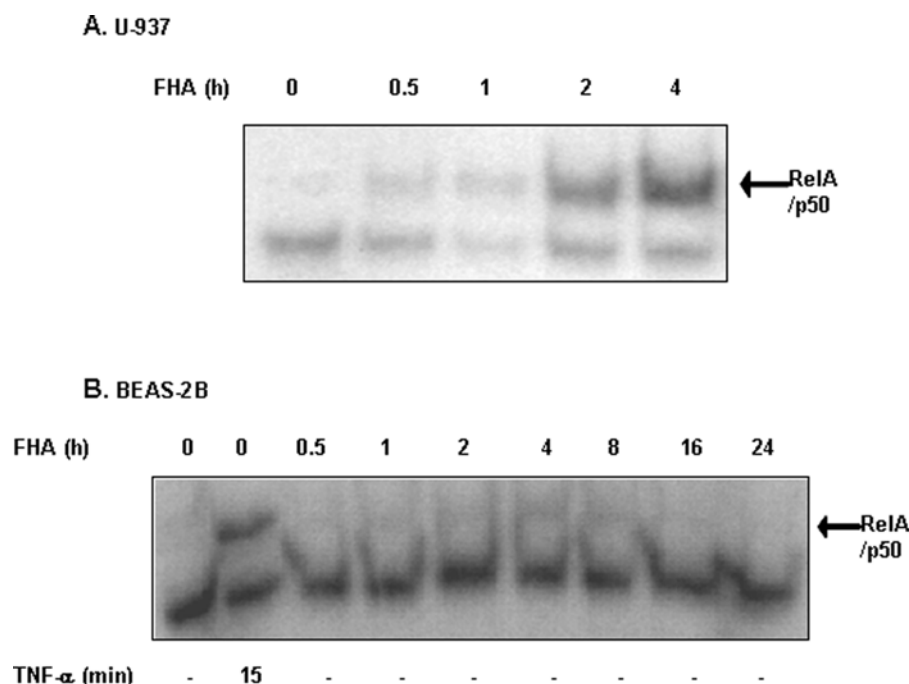 A. U-937
FHA (h) 0 0.5 1 2 4
RelA
/p50
B. BEAS-2B
FHA (h) 0 0 0.5 1 2 4 8 16 24
RelA
/p50
TNF-α (min) - 15 - - - - - - -